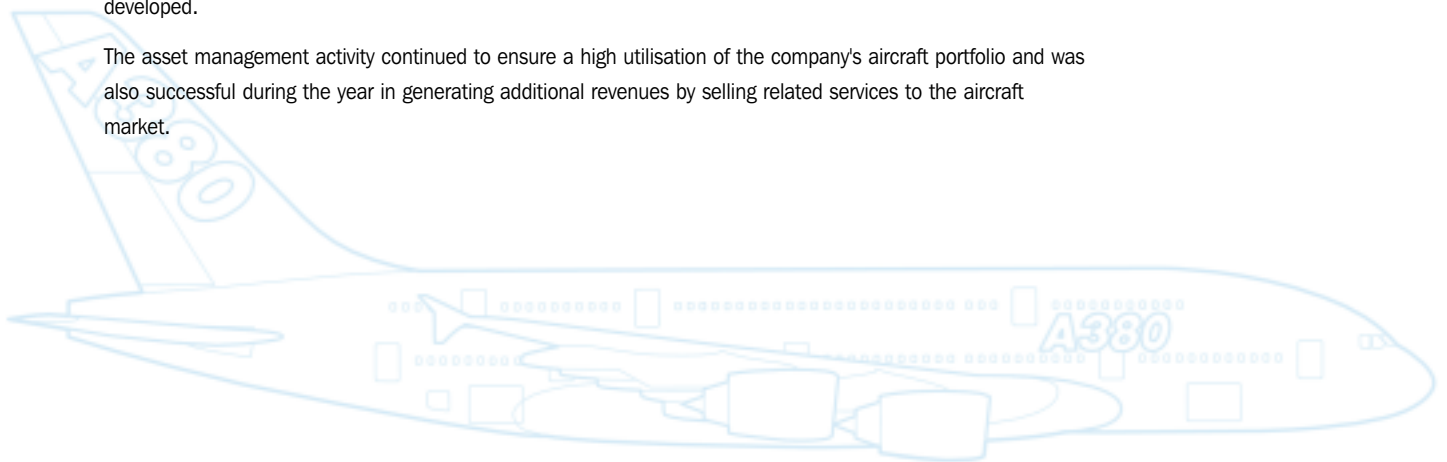 developed.
The asset management activity continued to ensure a high utilisation of the company's aircraft portfolio and was
also successful during the year in generating additional revenues by selling related services to the aircraft
market.
A380
A380